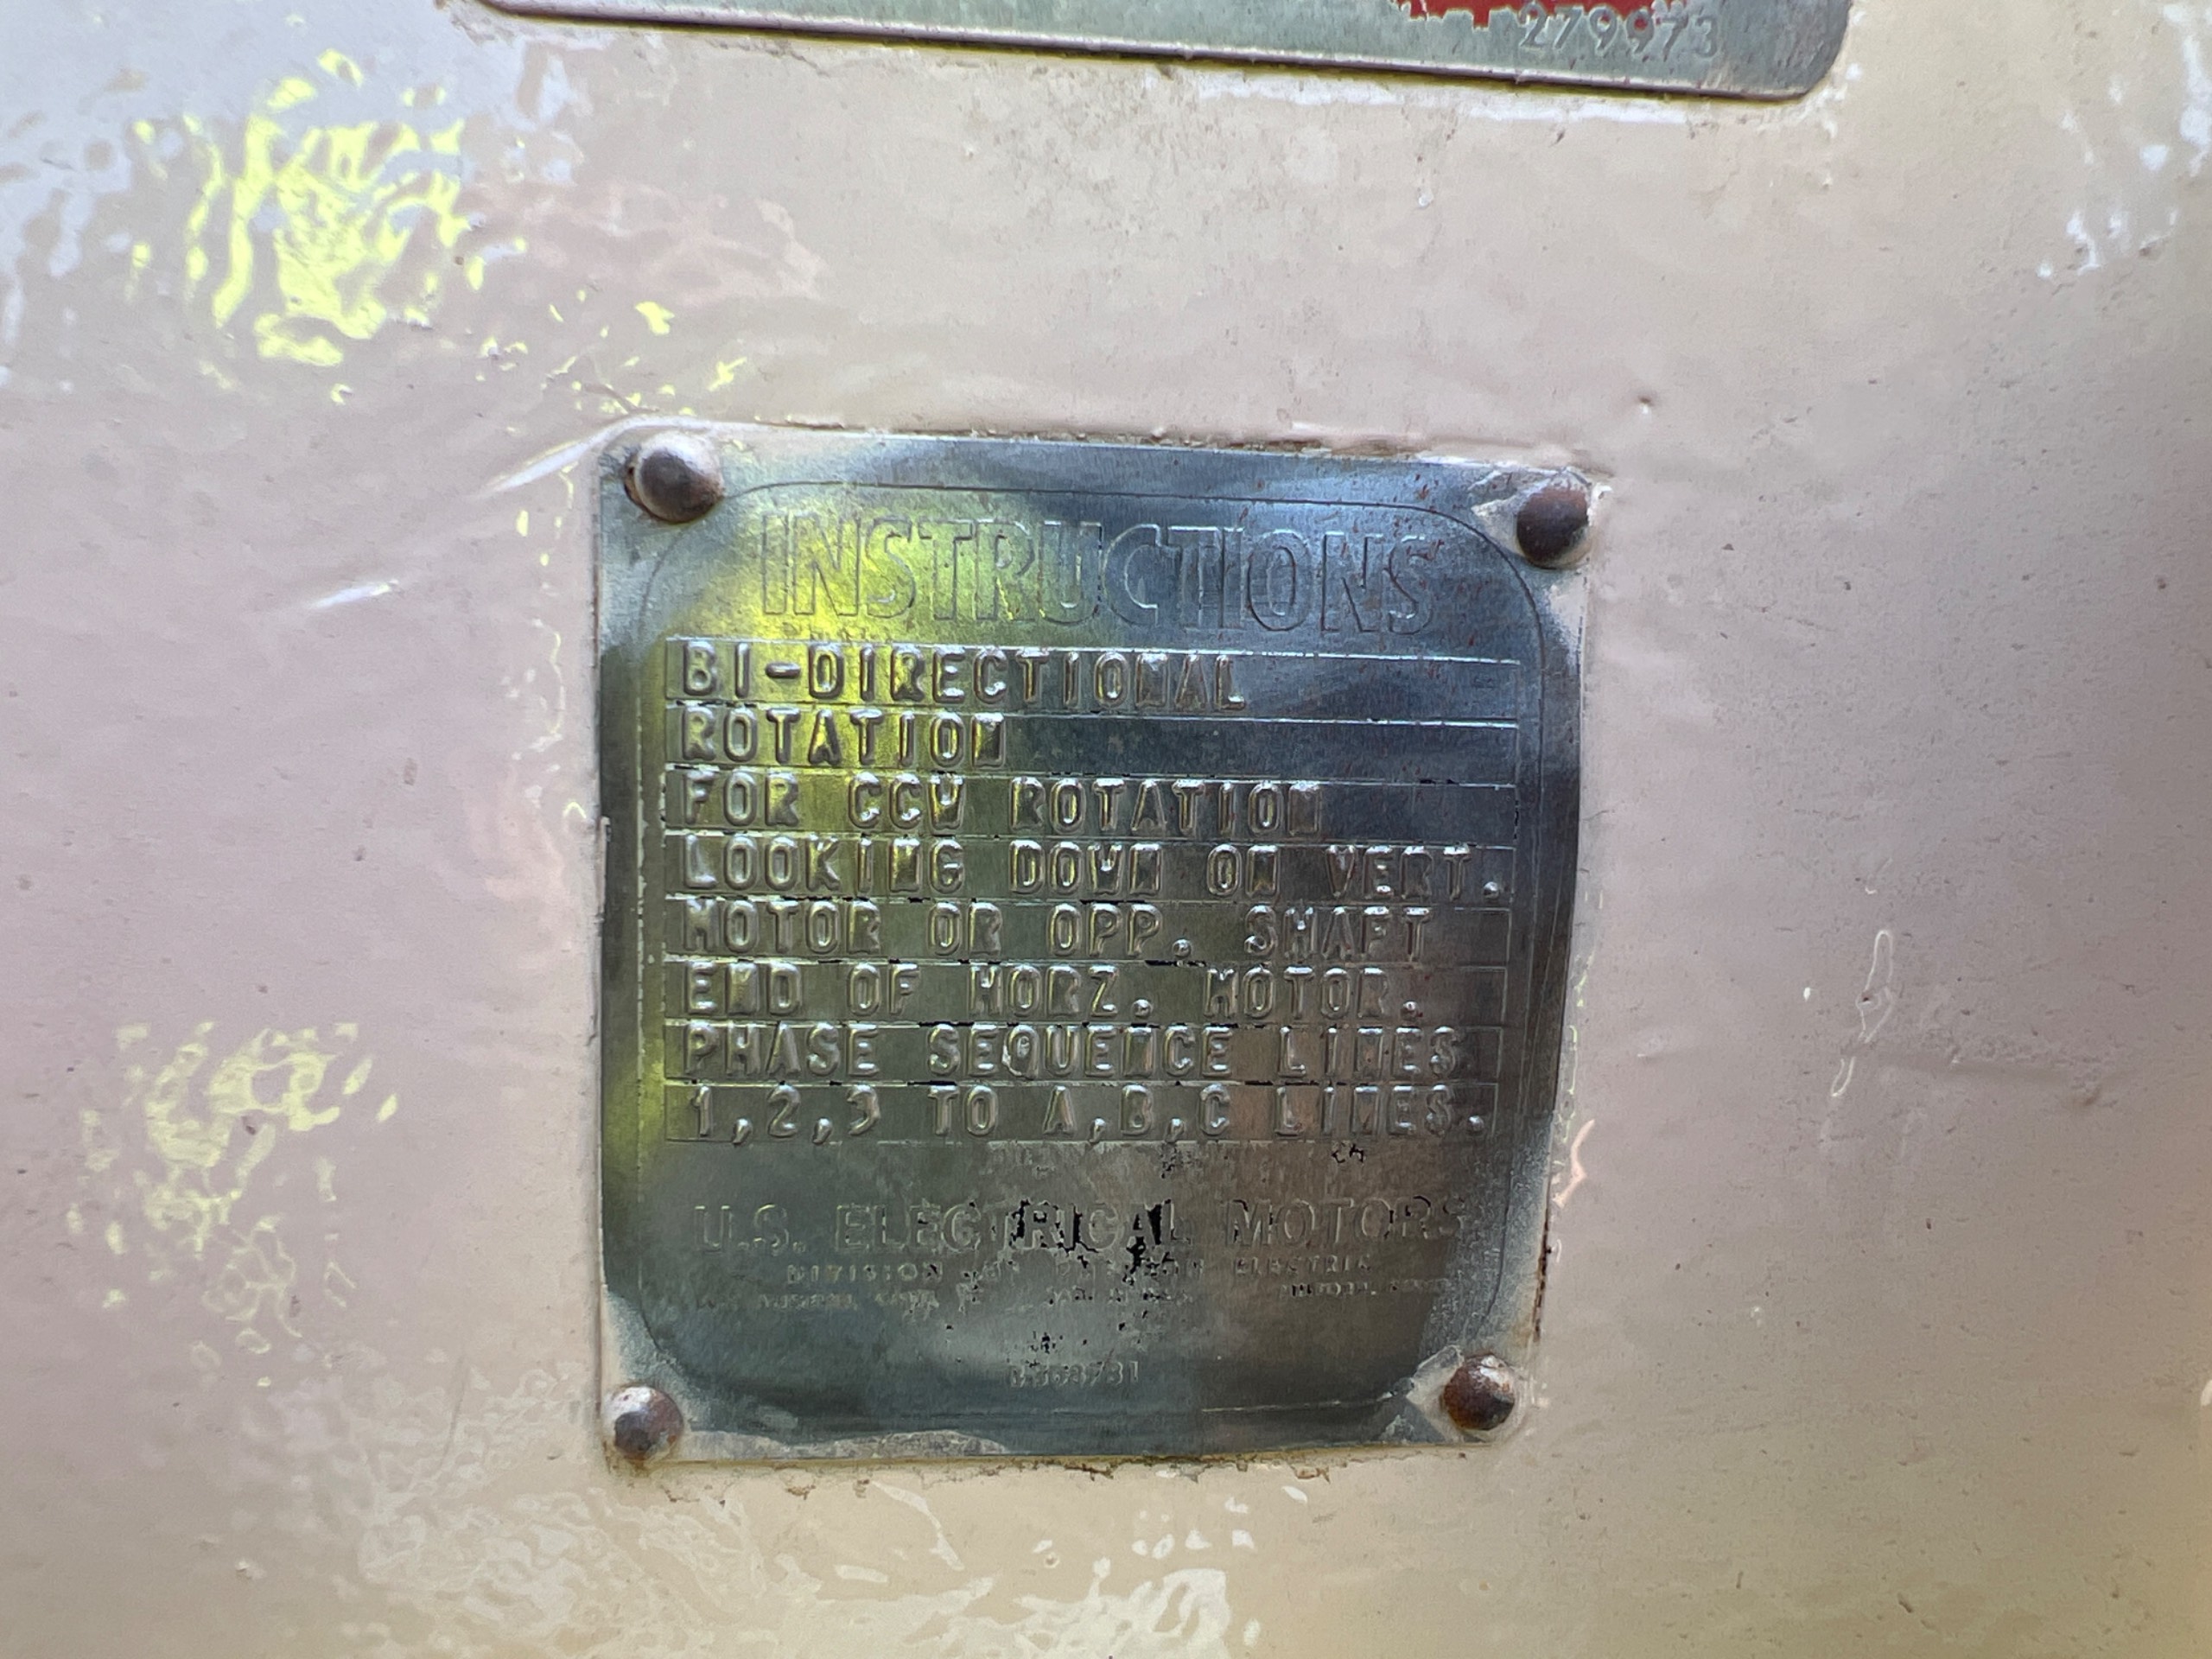 279973
INSTRUCTIONS
BI-DIRECTIONAL
ROTATION
FOR CCW ROTATION
LOOKING DOWN ON VERT.
MOTOR OR OPP. SHAFT
END OF HORZ. MOTOR.
PHASE SEQUENCE LINES
1,2,3 TO A,B,C LINES.
U.S. ELECTRICAL MOTORS
DIVISION ELECTRIC